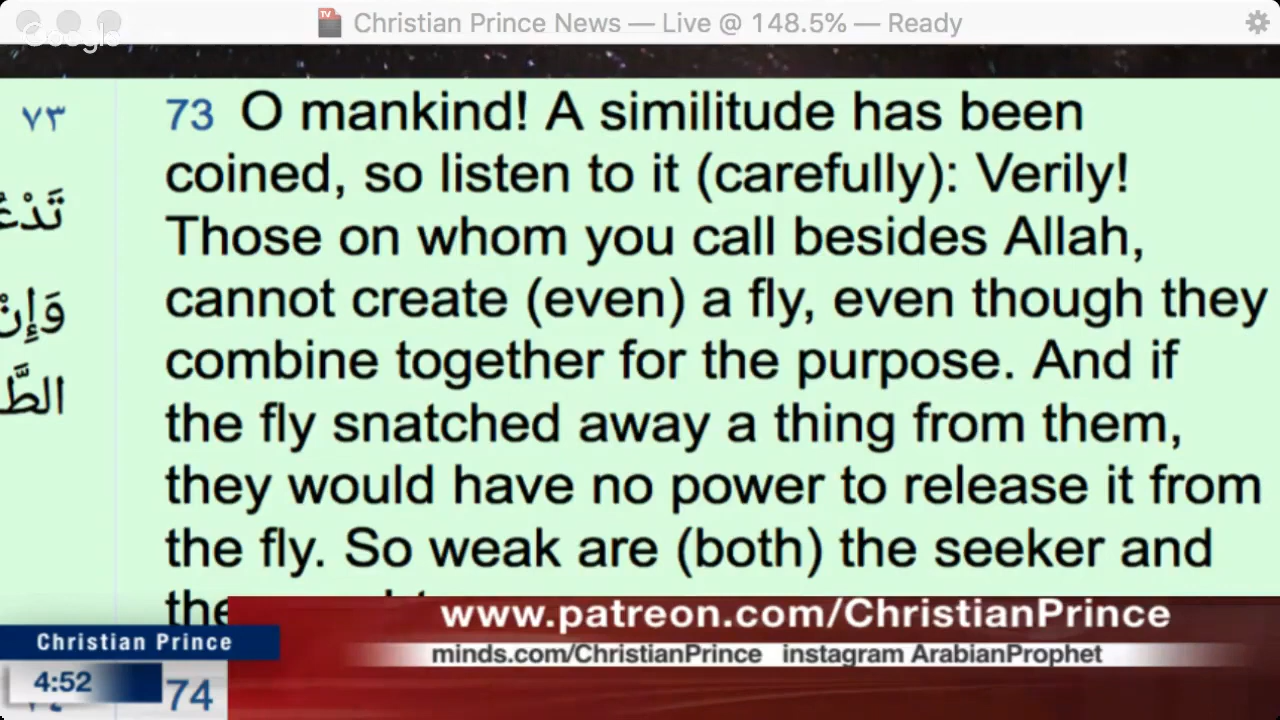 Christian Prince News — Live @ 148.5% — Ready
Google
٧٣
73 O mankind! A similitude has been
coined, so listen to it (carefully): Verily!
Those on whom you call besides Allah,
cannot create (even) a fly, even though they
combine together for the purpose. And if
the fly snatched away a thing from them,
they would have no power to release it from
the fly. So weak are (both) the seeker and
the
وَإِنْ
www.patreon.com/ChristianPrince
Christian Prince
minds.com/ChristianPrince instagram ArabianProphet
4:52
74